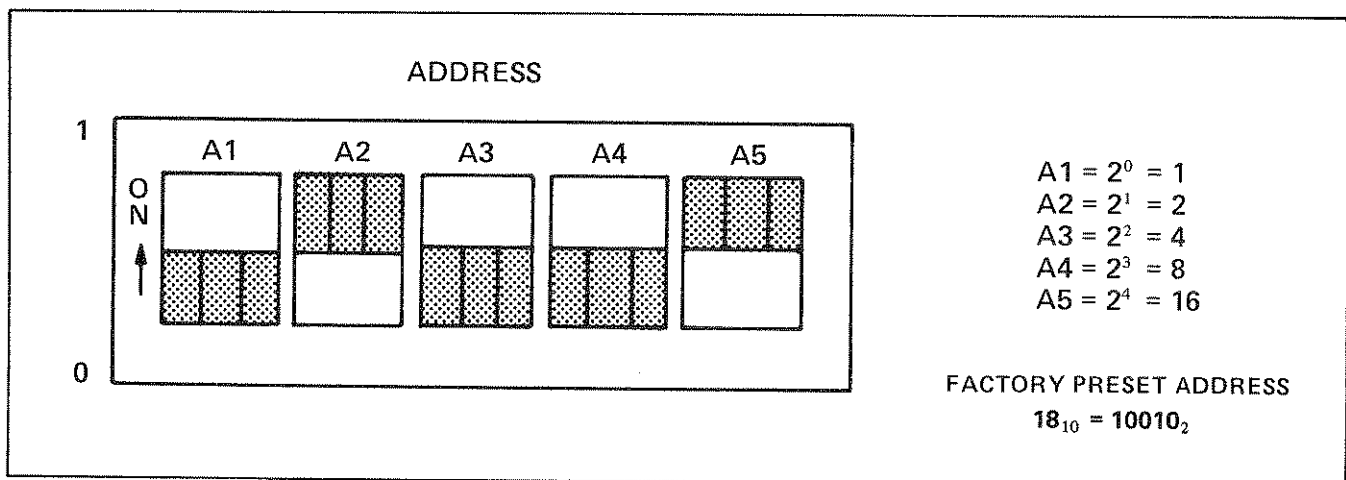 ADDRESS
1
A1 A2 A3 A4 A5
ON
0
A1 = 2⁰ = 1
A2 = 2¹ = 2
A3 = 2² = 4
A4 = 2³ = 8
A5 = 2⁴ = 16
FACTORY PRESET ADDRESS
18₁₀ = 10010₂